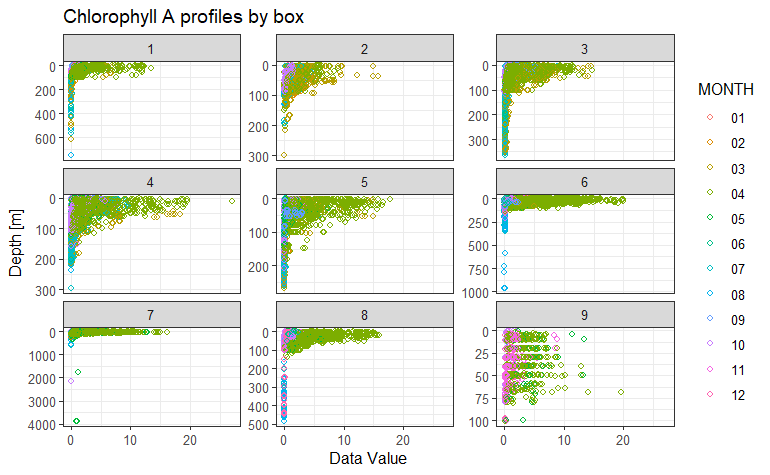 Chlorophyll A profiles by box
1 2 3
0 200 400 600
0 100 200 300
0 100 200 300
4 5 6
0 100 200 300
0 100 200
0 250 500 750 1000
7 8 9
0 1000 2000 3000 4000
0 100 200 300 400 500
0 25 50 75 100
0 10 20 0 10 20 0 10 20
Depth [m]
Data Value
MONTH
01
02
03
04
05
06
07
08
09
10
11
12